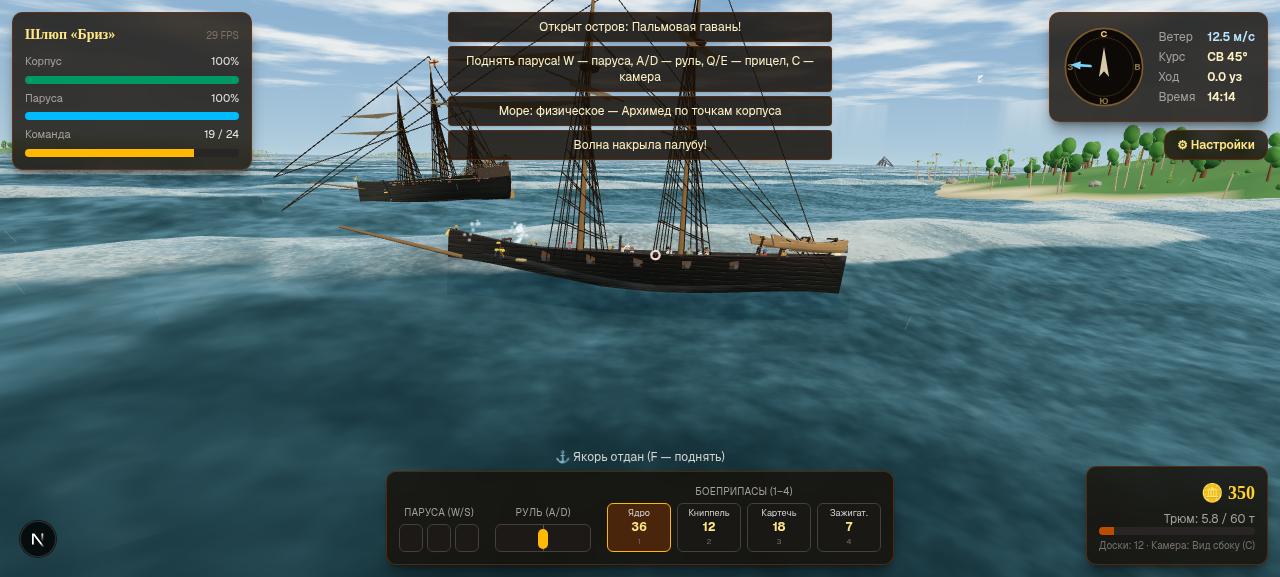 Шлюп «Бриз»
29 FPS
Корпус 100%
Паруса 100%
Команда 19 / 24
Открыт остров: Пальмовая гавань!
Поднять паруса! W — паруса, A/D — руль, Q/E — прицел, C —
камера
Море: физическое — Архимед по точкам корпуса
Волна накрыла палубу!
С
З
В
Ю
Ветер 12.5 м/с
Курс СВ 45°
Ход 0.0 уз
Время 14:14
⚙ Настройки
⚓ Якорь отдан (F — поднять)
ПАРУСА (W/S)
РУЛЬ (A/D)
БОЕПРИПАСЫ (1–4)
Ядро
36
1
Книппель
12
2
Картечь
18
3
Зажигат.
7
4
350
Трюм: 5.8 / 60 т
Доски: 12 · Камера: Вид сбоку (C)
N